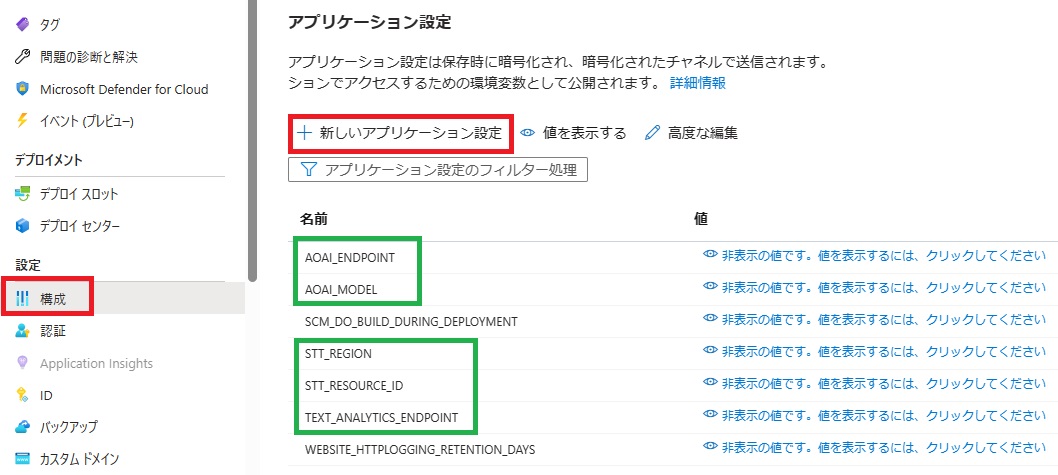 タグ
問題の診断と解決
Microsoft Defender for Cloud
イベント (プレビュー)
デプロイメント
デプロイ スロット
デプロイ センター
設定
構成
認証
Application Insights
ID
バックアップ
カスタム ドメイン
アプリケーション設定
アプリケーション設定は保存時に暗号化され、暗号化されたチャネルで送信されます。
ションでアクセスするための環境変数として公開されます。 詳細情報
新しいアプリケーション設定 値を表示する 高度な編集
アプリケーション設定のフィルター処理
名前 値
AOAI_ENDPOINT 非表示の値です。値を表示するには、クリックしてください
AOAI_MODEL 非表示の値です。値を表示するには、クリックしてください
SCM_DO_BUILD_DURING_DEPLOYMENT 非表示の値です。値を表示するには、クリックしてください
STT_REGION 非表示の値です。値を表示するには、クリックしてください
STT_RESOURCE_ID 非表示の値です。値を表示するには、クリックしてください
TEXT_ANALYTICS_ENDPOINT 非表示の値です。値を表示するには、クリックしてください
WEBSITE_HTTPLOGGING_RETENTION_DAYS 非表示の値です。値を表示するには、クリックしてください